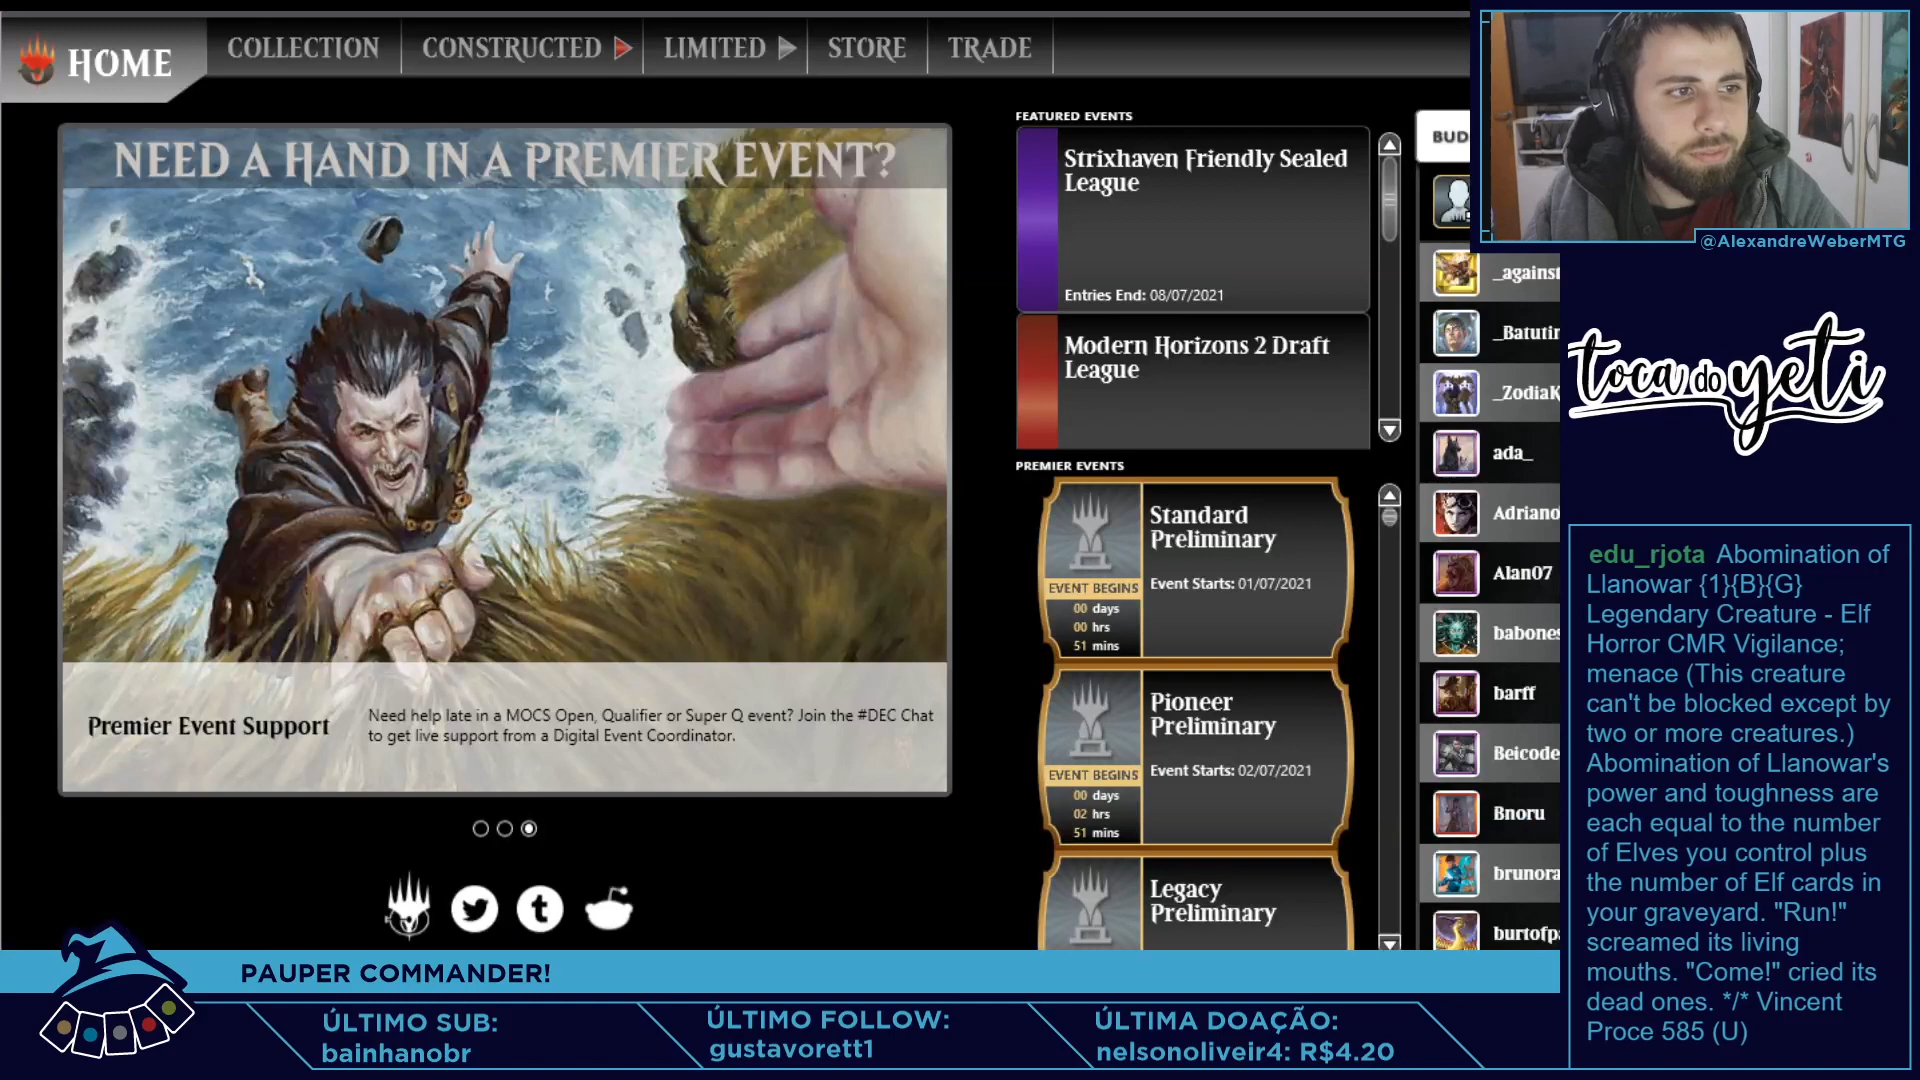 HOME
COLLECTION
CONSTRUCTED
LIMITED
STORE
TRADE
NEED A HAND IN A PREMIER EVENT?
Premier Event Support
Need help late in a MOCS Open, Qualifier or Super Q event? Join the #DEC Chat
to get live support from a Digital Event Coordinator.
FEATURED EVENTS
Strixhaven Friendly Sealed
League
Entries End: 08/07/2021
Modern Horizons 2 Draft
League
PREMIER EVENTS
Standard
Preliminary
Event Starts: 01/07/2021
EVENT BEGINS
00 days
00 hrs
51 mins
Pioneer
Preliminary
Event Starts: 02/07/2021
EVENT BEGINS
00 days
02 hrs
51 mins
Legacy
Preliminary
BUD
_against
_Batutin
_ZodiaK
ada_
Adriano
Alan07
babones
barff
Beicode
Bnoru
brunora
burtofpa
@AlexandreWeberMTG
toca do yeti
edu_rjota Abomination of
Llanowar {1}{B}{G}
Legendary Creature - Elf
Horror CMR Vigilance;
menace (This creature
can't be blocked except by
two or more creatures.)
Abomination of Llanowar's
power and toughness are
each equal to the number
of Elves you control plus
the number of Elf cards in
your graveyard. "Run!"
screamed its living
mouths. "Come!" cried its
dead ones. */* Vincent
Proce 585 (U)
PAUPER COMMANDER!
ÚLTIMO SUB:
bainhanobr
ÚLTIMO FOLLOW:
gustavorett1
ÚLTIMA DOAÇÃO:
nelsonoliveir4: R$4.20